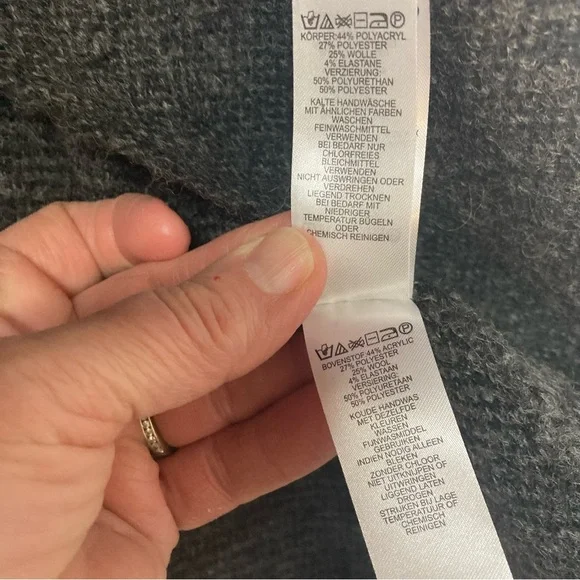 KÖRPER:44% POLYACRYL
27% POLYESTER
25% WOLLE
4% ELASTANE
VERZIERUNG:
50% POLYURETHAN
50% POLYESTER
KALTE HANDWÄSCHE
MIT ÄHNLICHEN FARBEN
WASCHEN
FEINWASCHMITTEL
VERWENDEN
BEI BEDARF NUR
CHLORFREIES
BLEICHMITTEL
VERWENDEN
NICHT AUSWRINGEN ODER
VERDREHEN
LIEGEND TROCKNEN
BEI BEDARF MIT
NIEDRIGER
TEMPERATUR BÜGELN
ODER
CHEMISCH REINIGEN
BOVENSTOF:44% ACRYLIC
27% POLYESTER
25% WOOL
4% ELASTAAN
VERSIERING:
50% POLYURETAAN
50% POLYESTER
KOUDE HANDWAS
MET DEZELFDE
KLEUREN
WASSEN
FIJNWASMIDDEL
GEBRUIKEN
INDIEN NODIG ALLEEN
BLEKEN
ZONDER CHLOOR
NIET UITKNIJPEN OF
UITWRINGEN
LIGGEND LATEN
DROGEN
STRIJKEN BIJ LAGE
TEMPERATUUR OF
CHEMISCH
REINIGEN